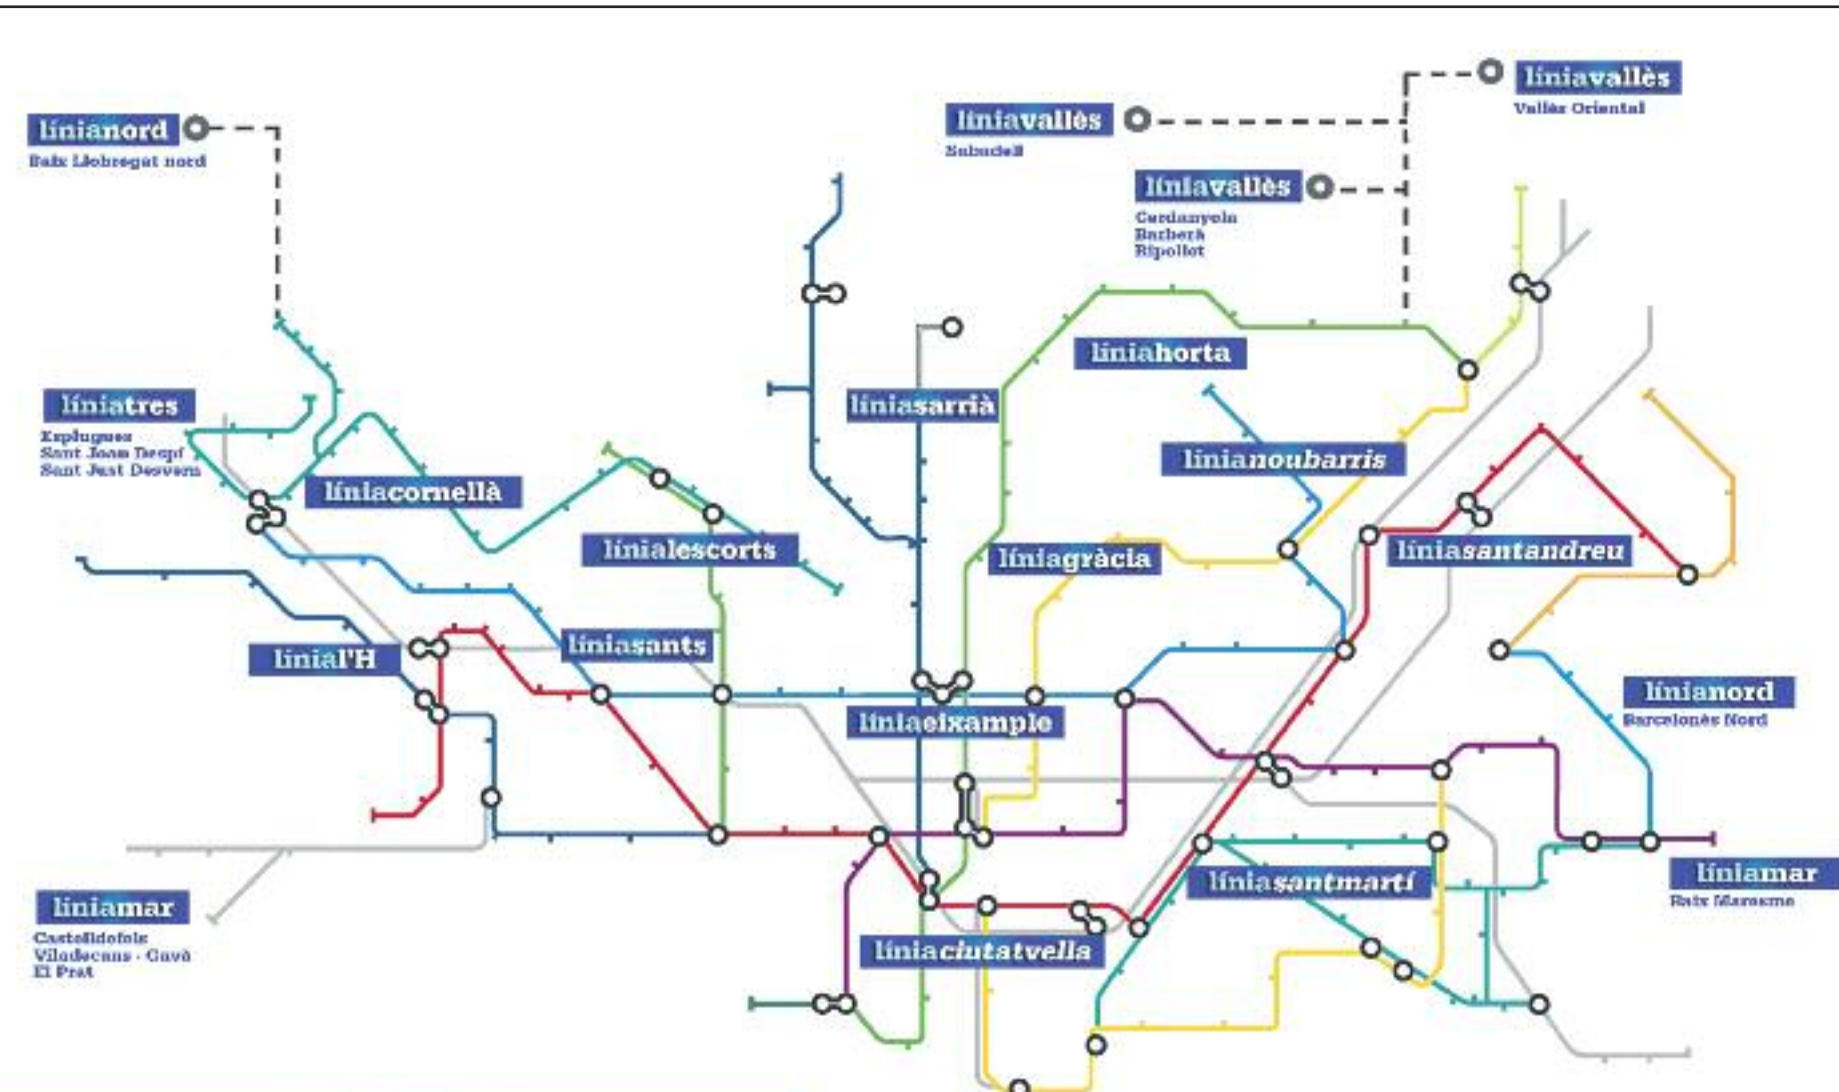 líniavallès
Vallès Oriental
líniavallès
Sabadell
línianord
Baix Llobregat nord
líniavallès
Cerdanyola
Barberà
Ripollet
líniahorta
líniatres
Esplugues
Sant Joan Despí
Sant Just Desvern
líniasarrià
línianoubarris
líniacornellà
línialescorts
líniagràcia
líniasantandreu
línial'H
líniasants
línianord
Barcelonès Nord
líniaeixample
líniamar
Baix Maresme
líniasantmartí
líniamar
Castelldefels
Viladecans - Gavà
El Prat
líniaciutatvella